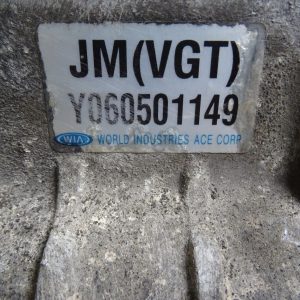 JM(VGT)
Y060501149
WIA WORLD INDUSTRIES ACE CORP